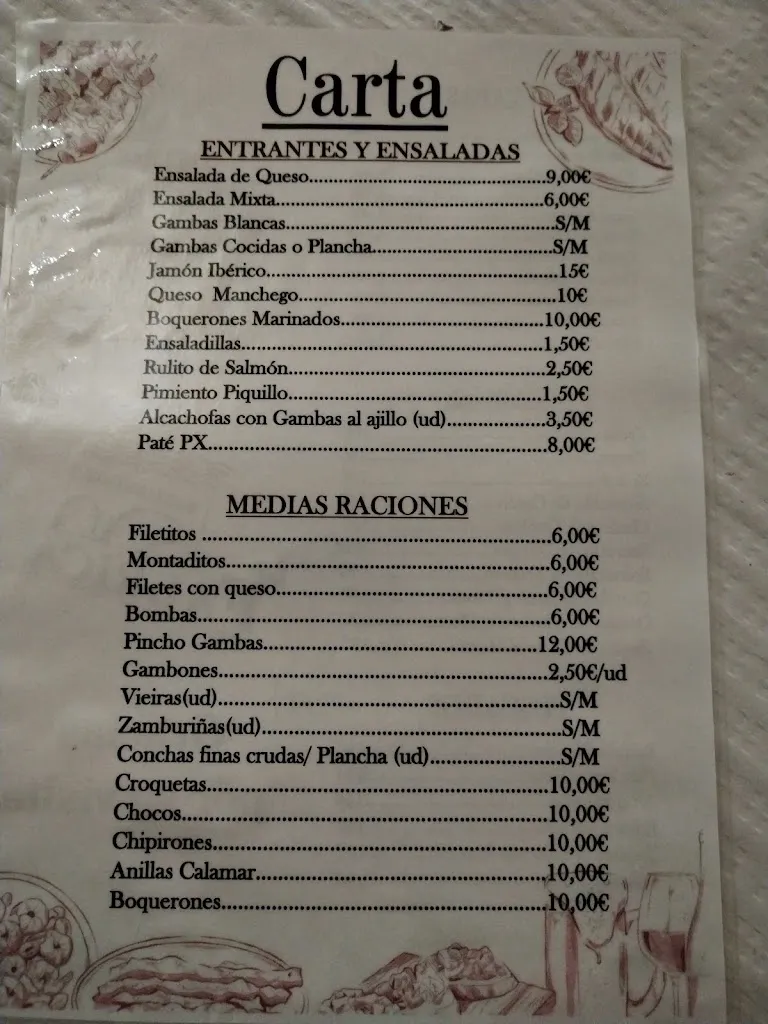 Carta
ENTRANTES Y ENSALADAS
Ensalada de Queso..................................................9,00€
Ensalada Mixta.........................................................6,00€
Gambas Blancas.........................................................S/M
Gambas Cocidas o Plancha......................................S/M
Jamón Ibérico............................................................15€
Queso Manchego......................................................10€
Boquerones Marinados...........................................10,00€
Ensaladillas................................................................1,50€
Rulito de Salmón......................................................2,50€
Pimiento Piquillo......................................................1,50€
Alcachofas con Gambas al ajillo (ud).....................3,50€
Paté PX.......................................................................8,00€
MEDIAS RACIONES
Filetitos .....................................................................6,00€
Montaditos.................................................................6,00€
Filetes con queso.......................................................6,00€
Bombas.......................................................................6,00€
Pincho Gambas.......................................................12,00€
Gambones..................................................................2,50€/ud
Vieiras(ud)....................................................................S/M
Zamburiñas(ud)............................................................S/M
Conchas finas crudas/ Plancha (ud)..........................S/M
Croquetas..................................................................10,00€
Chocos.......................................................................10,00€
Chipirones.................................................................10,00€
Anillas Calamar.........................................................10,00€
Boquerones................................................................10,00€